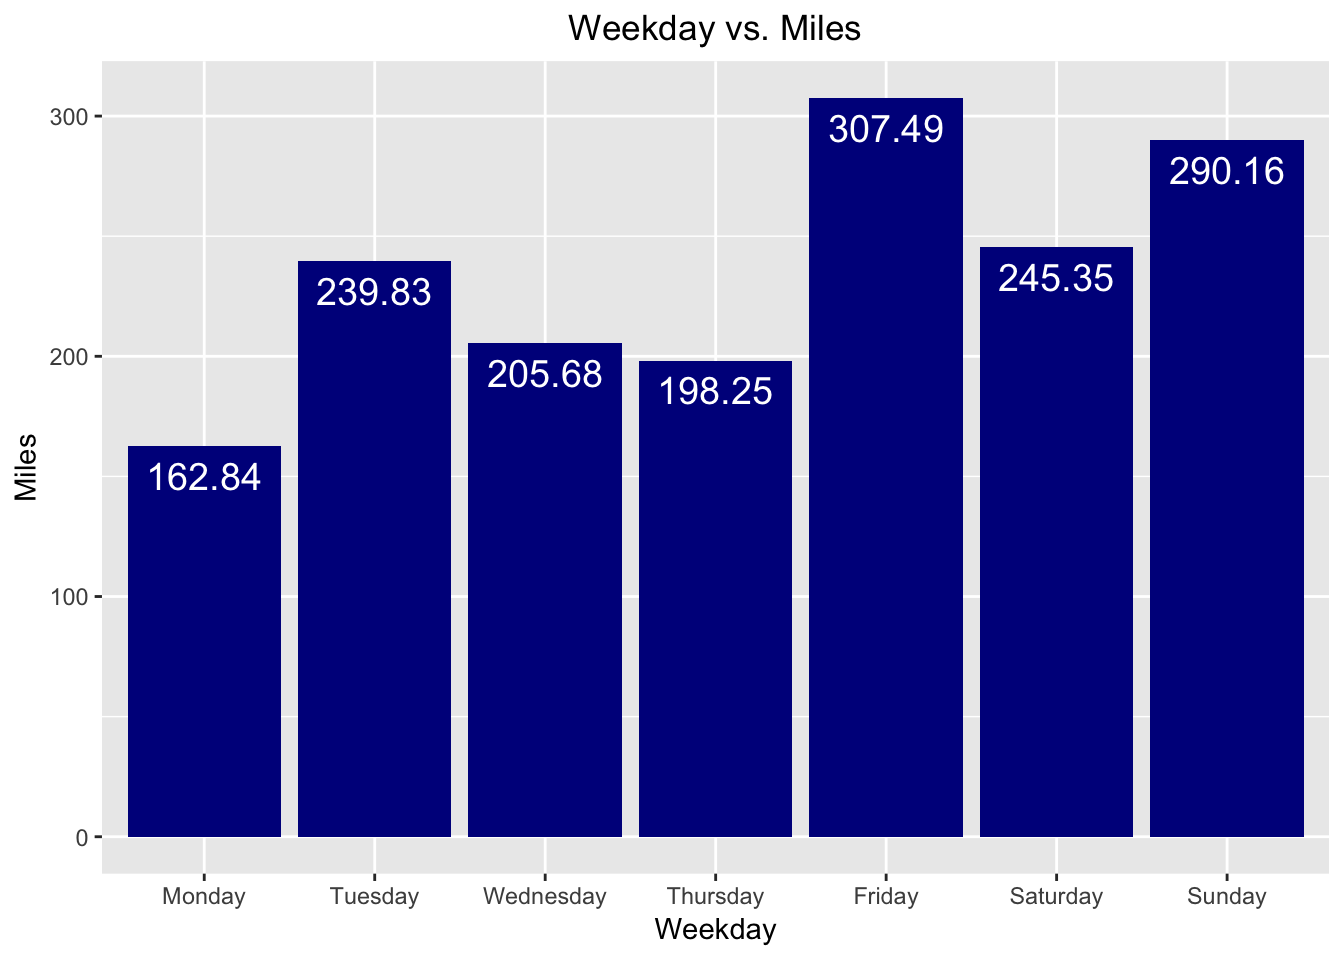 Weekday vs. Miles
300
307.49
290.16
239.83
245.35
200
205.68
198.25
Miles
162.84
100
0
Monday Tuesday Wednesday Thursday Friday Saturday Sunday
Weekday